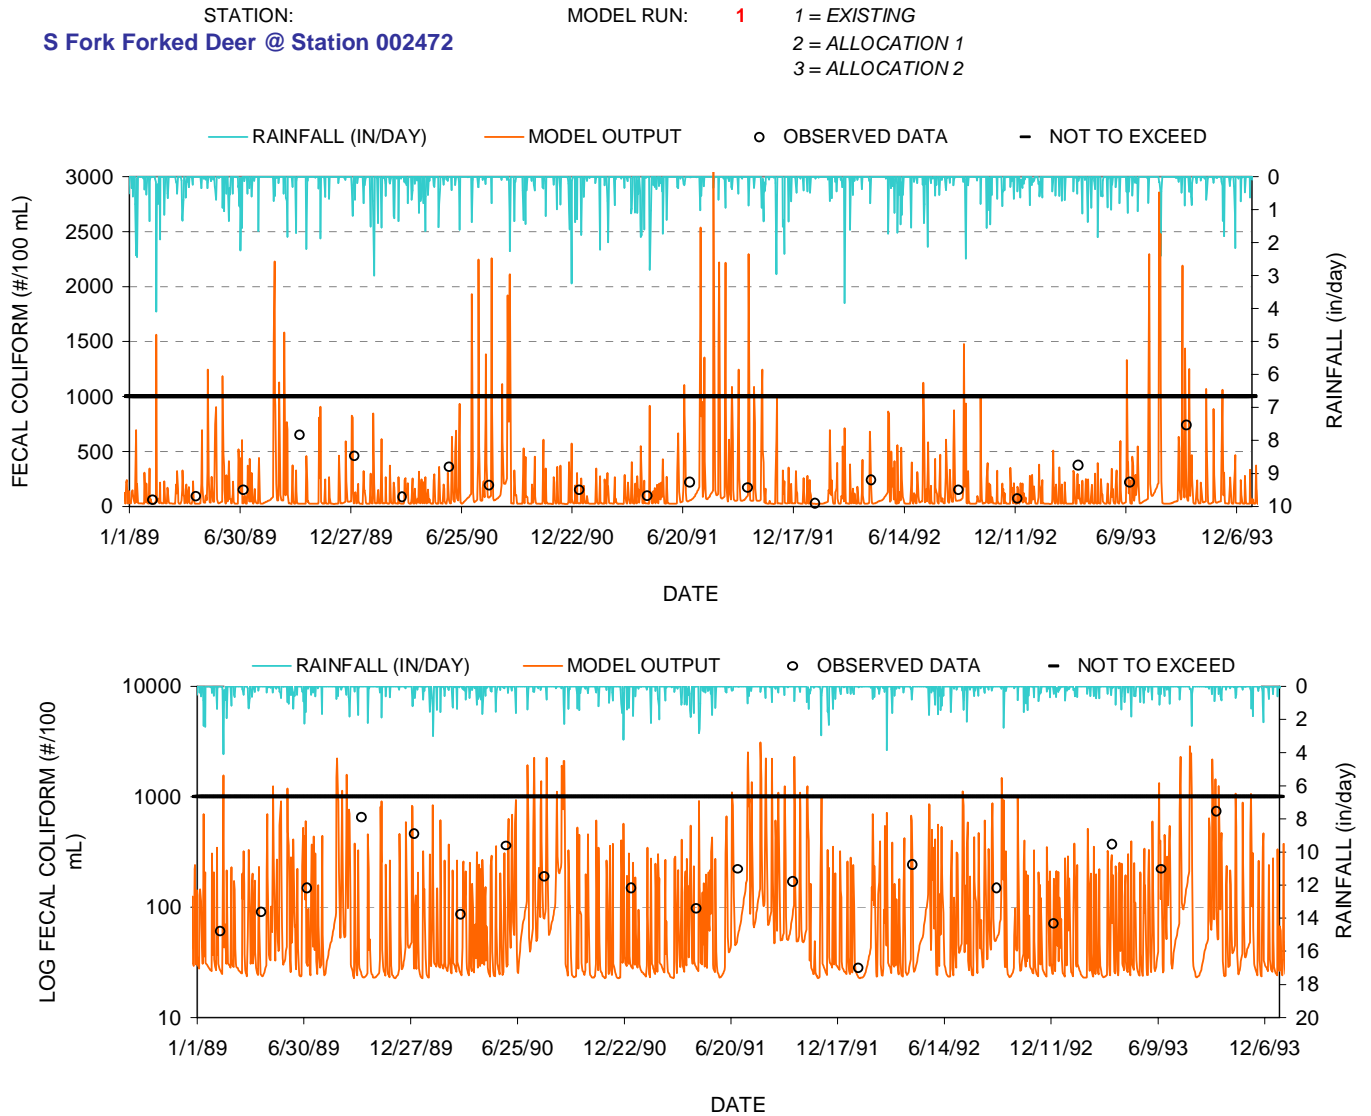 STATION: MODEL RUN: 1 1 = EXISTING
S Fork Forked Deer @ Station 002472 2 = ALLOCATION 1
3 = ALLOCATION 2
RAINFALL (IN/DAY) MODEL OUTPUT OBSERVED DATA NOT TO EXCEED
FECAL COLIFORM (#/100 mL)
3000
2500
2000
1500
1000
500
0
0
1
2
3
4
5
6
7
8
9
10
RAINFALL (in/day)
1/1/89 6/30/89 12/27/89 6/25/90 12/22/90 6/20/91 12/17/91 6/14/92 12/11/92 6/9/93 12/6/93
DATE
RAINFALL (IN/DAY) MODEL OUTPUT OBSERVED DATA NOT TO EXCEED
LOG FECAL COLIFORM (#/100
mL)
10000
1000
100
10
0
2
4
6
8
10
12
14
16
18
20
RAINFALL (in/day)
1/1/89 6/30/89 12/27/89 6/25/90 12/22/90 6/20/91 12/17/91 6/14/92 12/11/92 6/9/93 12/6/93
DATE